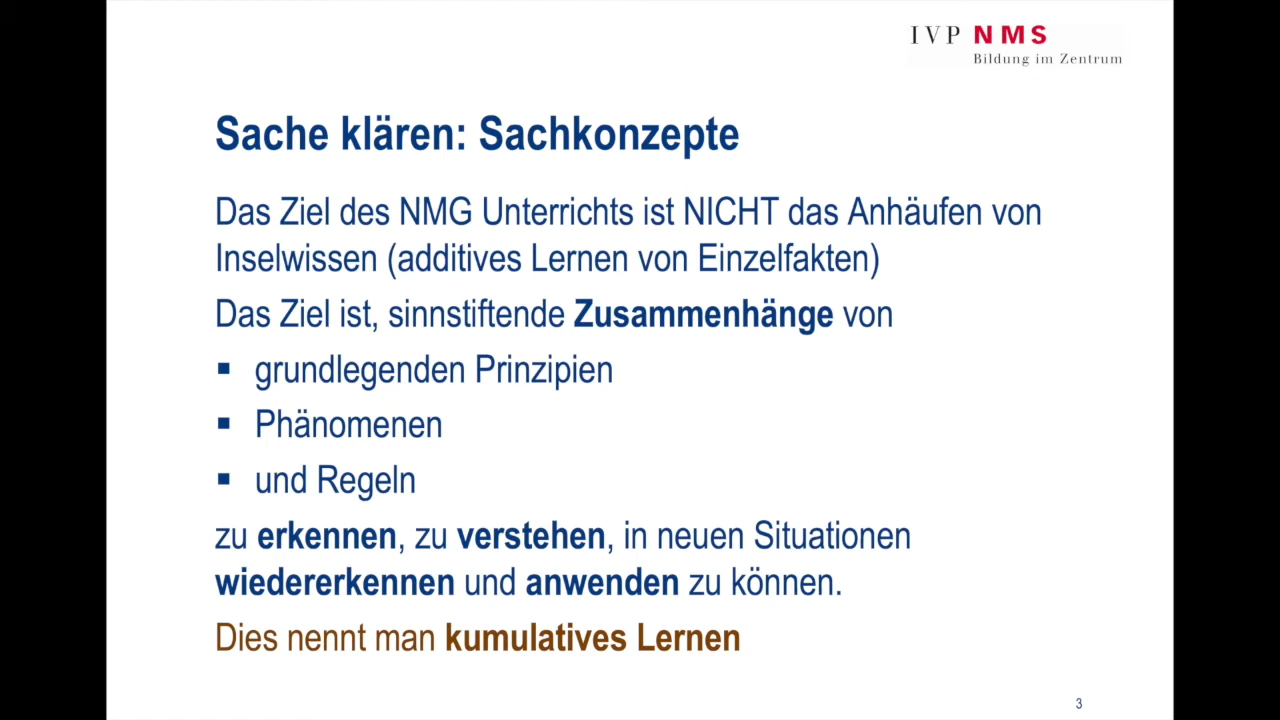 IVP NMS
Bildung im Zentrum
Sache klären: Sachkonzepte
Das Ziel des NMG Unterrichts ist NICHT das Anhäufen von
Inselwissen (additives Lernen von Einzelfakten)
Das Ziel ist, sinnstiftende Zusammenhänge von
▪ grundlegenden Prinzipien
▪ Phänomenen
▪ und Regeln
zu erkennen, zu verstehen, in neuen Situationen
wiedererkennen und anwenden zu können.
Dies nennt man kumulatives Lernen
3